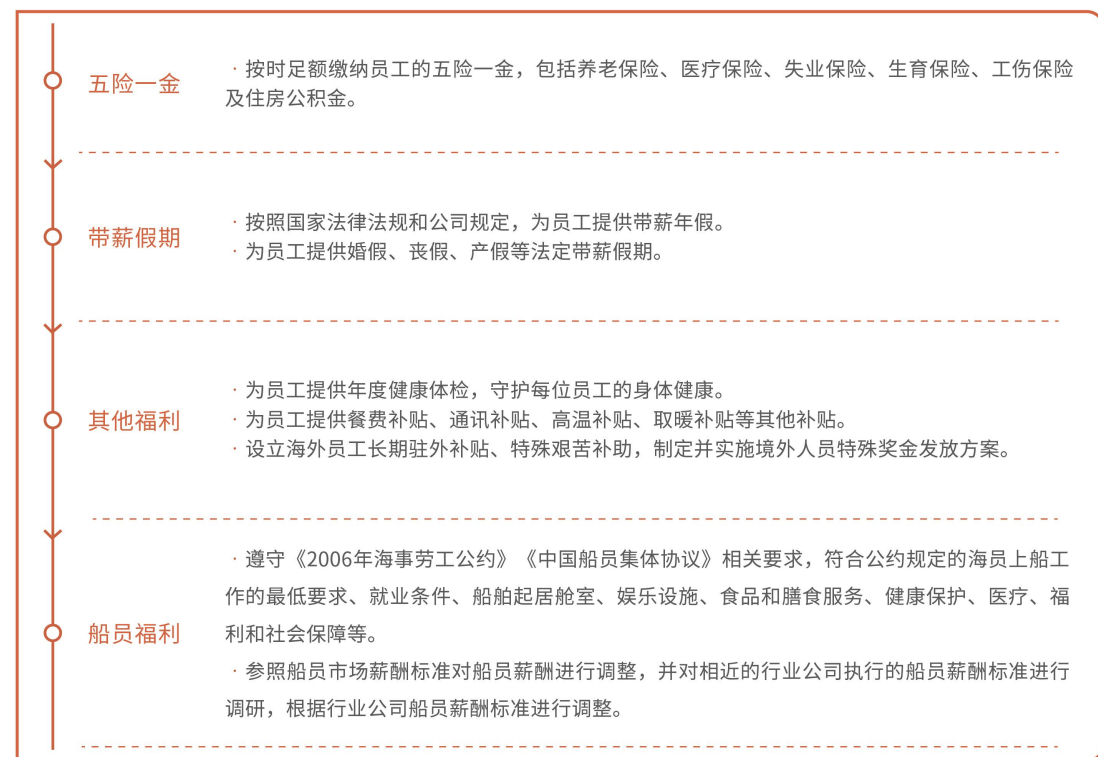 五险一金
· 按时足额缴纳员工的五险一金，包括养老保险、医疗保险、失业保险、生育保险、工伤保险
及住房公积金。
带薪假期
· 按照国家法律法规和公司规定，为员工提供带薪年假。
· 为员工提供婚假、丧假、产假等法定带薪假期。
其他福利
· 为员工提供年度健康体检，守护每位员工的身体健康。
· 为员工提供餐费补贴、通讯补贴、高温补贴、取暖补贴等其他补贴。
· 设立海外员工长期驻外补贴、特殊艰苦补助，制定并实施境外人员特殊奖金发放方案。
船员福利
· 遵守《2006年海事劳工公约》《中国船员集体协议》相关要求，符合公约规定的海员上船工
作的最低要求、就业条件、船舶起居舱室、娱乐设施、食品和膳食服务、健康保护、医疗、福
利和社会保障等。
· 参照船员市场薪酬标准对船员薪酬进行调整，并对相近的行业公司执行的船员薪酬标准进行
调研，根据行业公司船员薪酬标准进行调整。